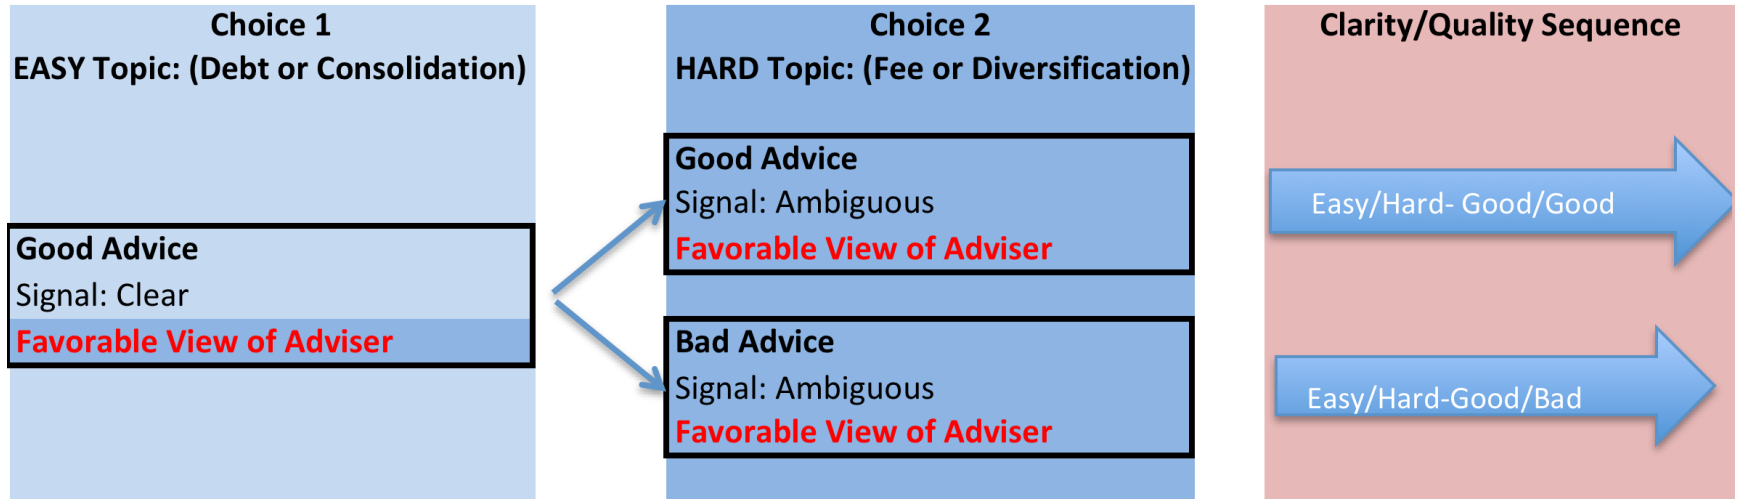 Choice 1
EASY Topic: (Debt or Consolidation)
Good Advice
Signal: Clear
Favorable View of Adviser
Choice 2
HARD Topic: (Fee or Diversification)
Good Advice
Signal: Ambiguous
Favorable View of Adviser
Bad Advice
Signal: Ambiguous
Favorable View of Adviser
Clarity/Quality Sequence
Easy/Hard- Good/Good
Easy/Hard-Good/Bad